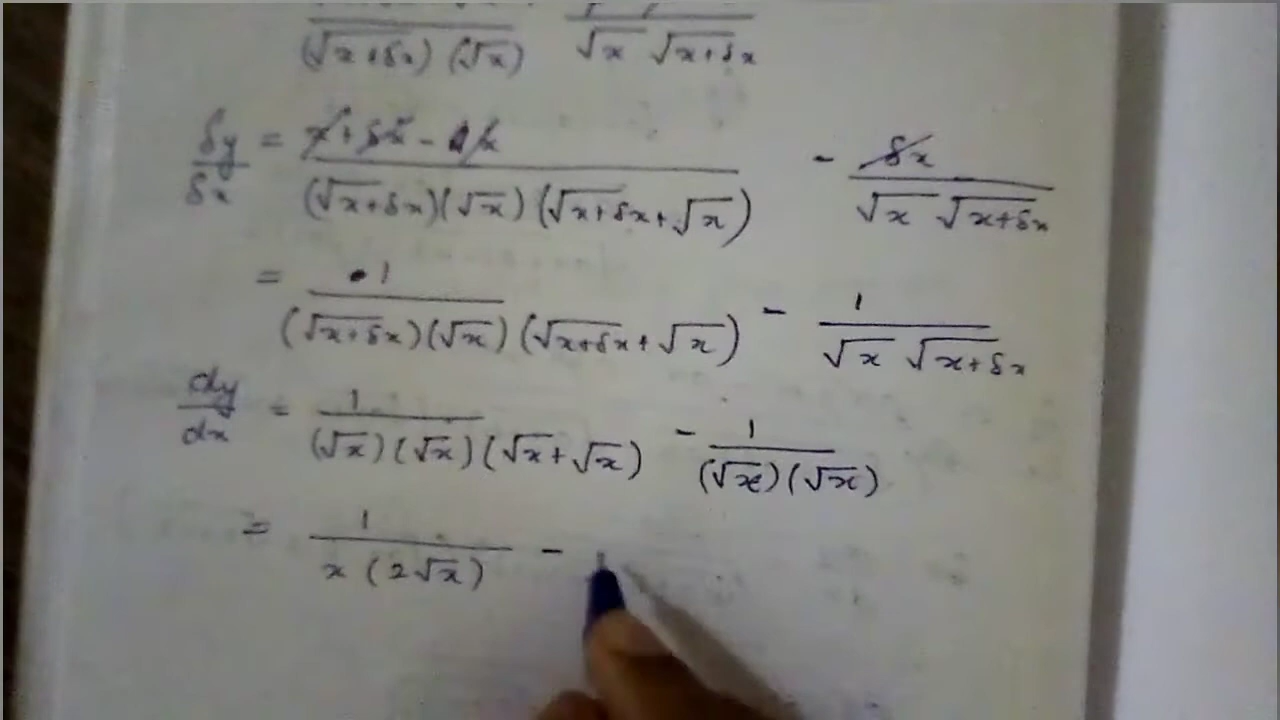 (√x+δx) (√x) √x √x+δx
δy/δx = x + δx - x / (√x+δx)(√x)(√x+δx + √x) - δx / √x √x+δx
= 1 / (√x+δx)(√x)(√x+δx + √x) - 1 / √x √x+δx
dy/dx = 1 / (√x)(√x)(√x + √x) - 1 / (√x)(√x)
= 1 / x (2√x) -